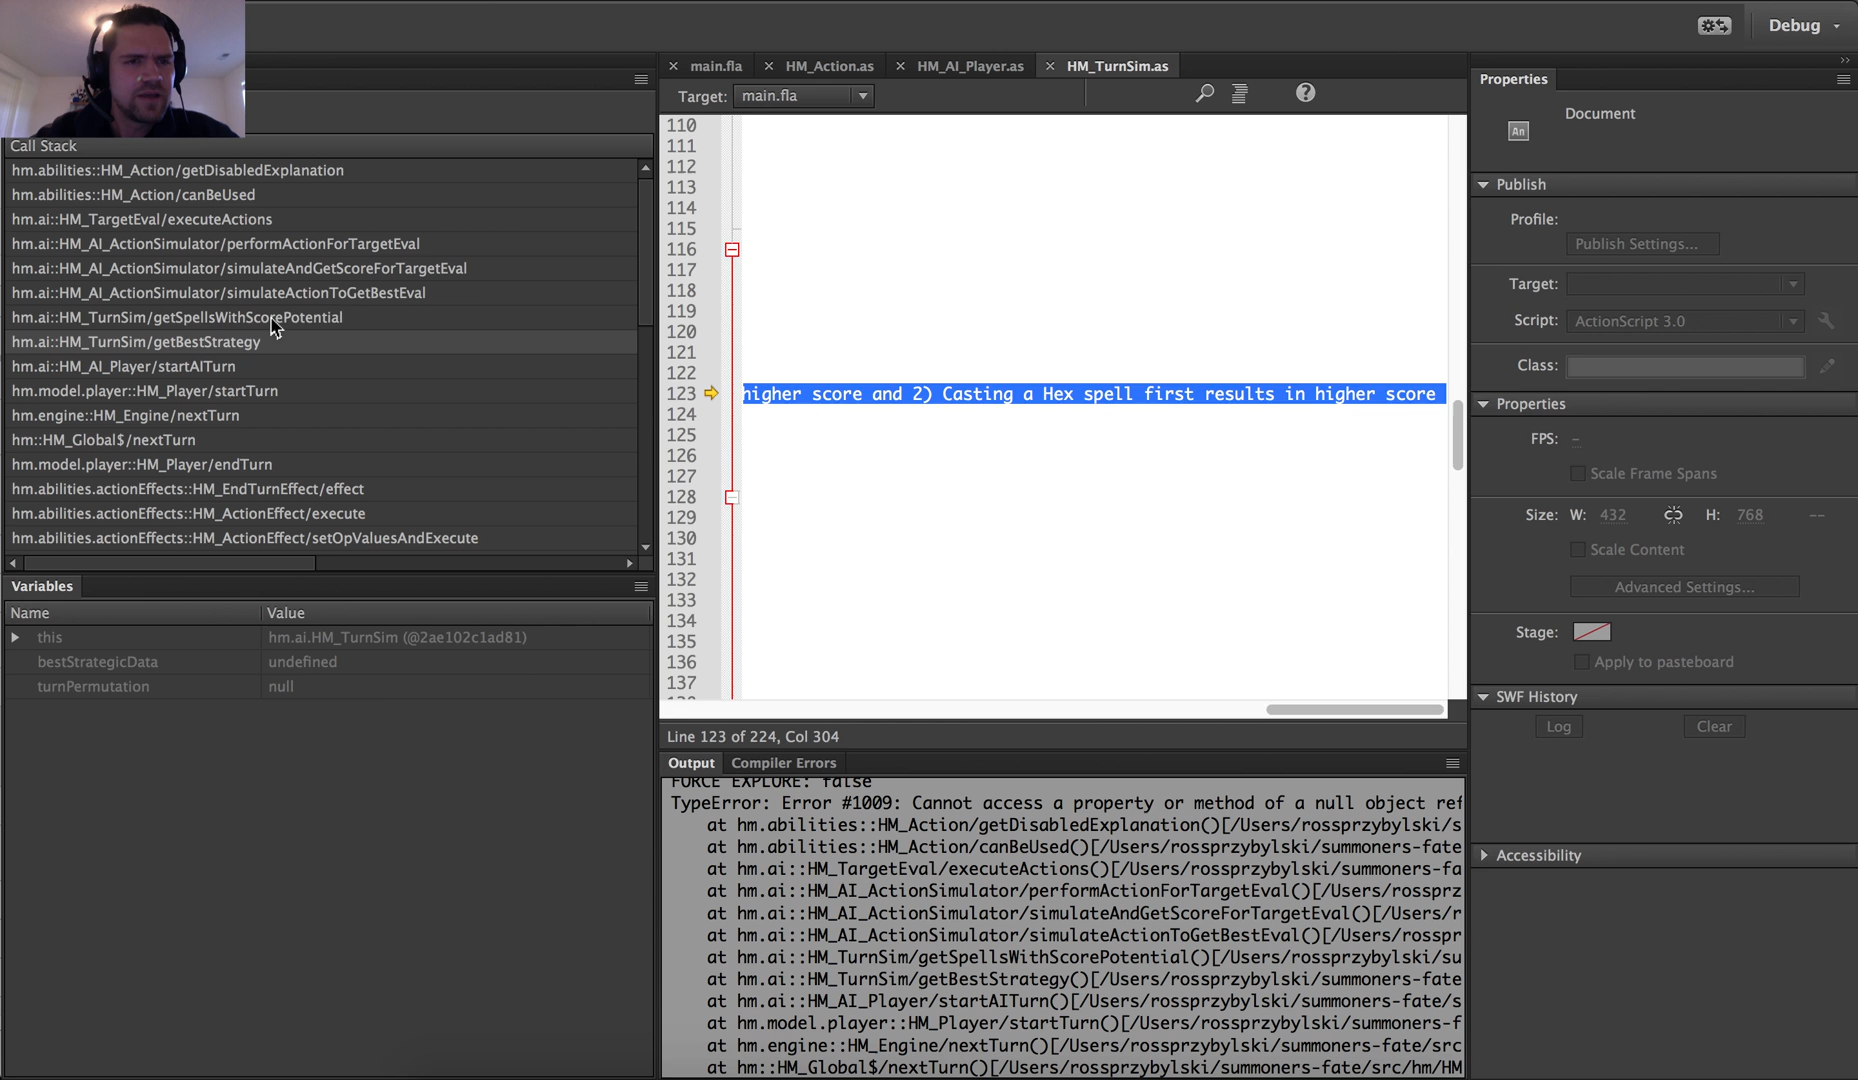 Debug
main.fla
HM_Action.as
HM_AI_Player.as
HM_TurnSim.as
Target:
main.fla
Call Stack
hm.abilities::HM_Action/getDisabledExplanation
hm.abilities::HM_Action/canBeUsed
hm.ai::HM_TargetEval/executeActions
hm.ai::HM_AI_ActionSimulator/performActionForTargetEval
hm.ai::HM_AI_ActionSimulator/simulateAndGetScoreForTargetEval
hm.ai::HM_AI_ActionSimulator/simulateActionToGetBestEval
hm.ai::HM_TurnSim/getSpellsWithScorePotential
hm.ai::HM_TurnSim/getBestStrategy
hm.ai::HM_AI_Player/startAITurn
hm.model.player::HM_Player/startTurn
hm.engine::HM_Engine/nextTurn
hm::HM_Global$/nextTurn
hm.model.player::HM_Player/endTurn
hm.abilities.actionEffects::HM_EndTurnEffect/effect
hm.abilities.actionEffects::HM_ActionEffect/execute
hm.abilities.actionEffects::HM_ActionEffect/setOpValuesAndExecute
Variables
Name Value
this hm.ai.HM_TurnSim (@2ae102c1ad81)
bestStrategicData undefined
turnPermutation null
110
111
112
113
114
115
116
117
118
119
120
121
122
123 higher score and 2) Casting a Hex spell first results in higher score
124
125
126
127
128
129
130
131
132
133
134
135
136
137
Line 123 of 224, Col 304
Output Compiler Errors
FORCE EXPLORE: false
TypeError: Error #1009: Cannot access a property or method of a null object ref
at hm.abilities::HM_Action/getDisabledExplanation()[/Users/rossprzybylski/s
at hm.abilities::HM_Action/canBeUsed()[/Users/rossprzybylski/summoners-fate
at hm.ai::HM_TargetEval/executeActions()[/Users/rossprzybylski/summoners-fa
at hm.ai::HM_AI_ActionSimulator/performActionForTargetEval()[/Users/rossprz
at hm.ai::HM_AI_ActionSimulator/simulateAndGetScoreForTargetEval()[/Users/r
at hm.ai::HM_AI_ActionSimulator/simulateActionToGetBestEval()[/Users/rosspr
at hm.ai::HM_TurnSim/getSpellsWithScorePotential()[/Users/rossprzybylski/su
at hm.ai::HM_TurnSim/getBestStrategy()[/Users/rossprzybylski/summoners-fate
at hm.ai::HM_AI_Player/startAITurn()[/Users/rossprzybylski/summoners-fate/s
at hm.model.player::HM_Player/startTurn()[/Users/rossprzybylski/summoners-f
at hm.engine::HM_Engine/nextTurn()[/Users/rossprzybylski/summoners-fate/src
at hm::HM_Global$/nextTurn()[/Users/rossprzybylski/summoners-fate/src/hm/HM
Properties
An
Document
Publish
Profile:
Publish Settings...
Target:
Script: ActionScript 3.0
Class:
Properties
FPS: -
Scale Frame Spans
Size: W: 432 H: 768 --
Scale Content
Advanced Settings...
Stage:
Apply to pasteboard
SWF History
Log Clear
Accessibility